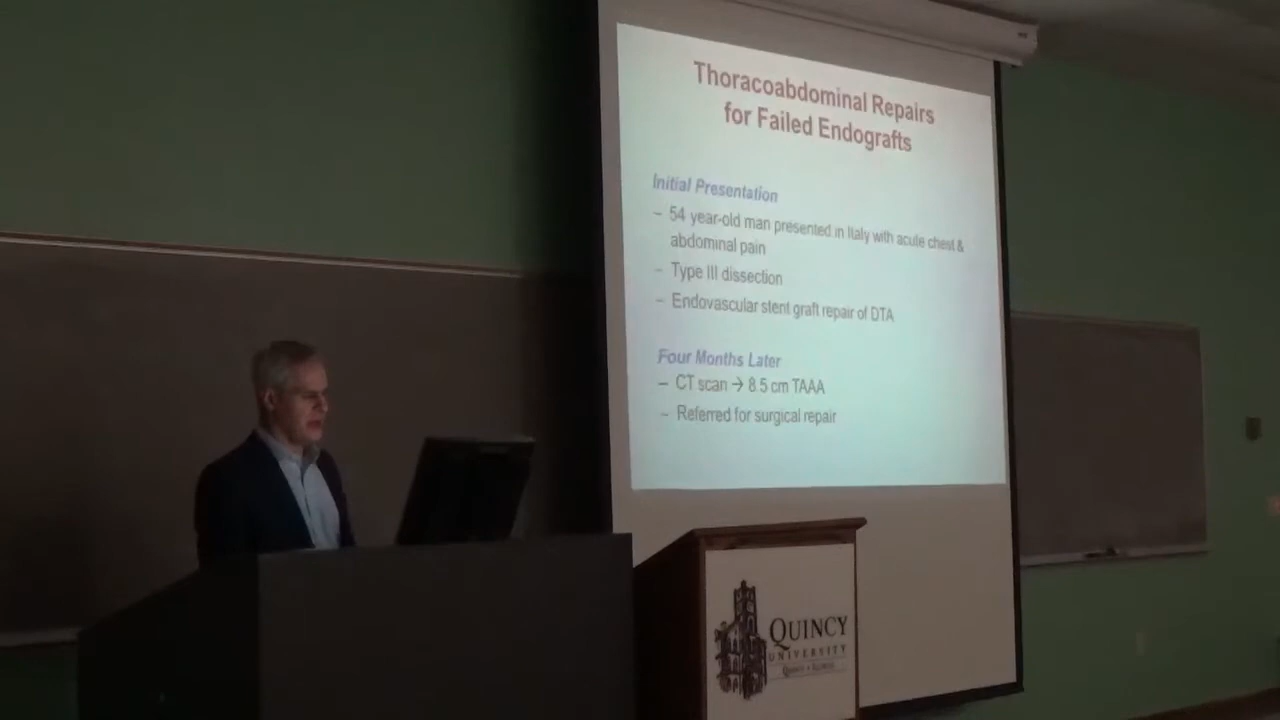 Thoracoabdominal Repairs
for Failed Endografts
Initial Presentation
– 54 year-old man presented in Italy with acute chest &
abdominal pain
– Type III dissection
– Endovascular stent graft repair of DTA
Four Months Later
– CT scan → 8.5 cm TAAA
– Referred for surgical repair
QUINCY
UNIVERSITY